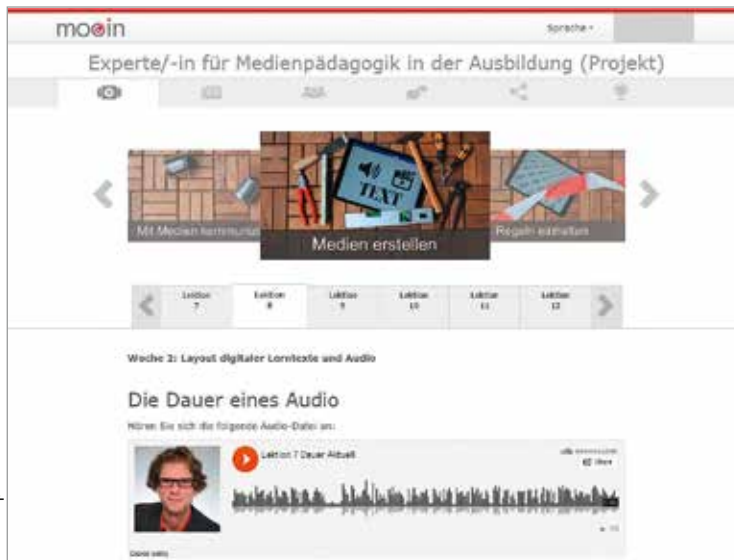 mooin
Sprache
Experte/-in für Medienpädagogik in der Ausbildung (Projekt)
TEXT
Mit Medien kommuni
Medien erstellen
Regeln einhalten
Lektion 7
Lektion 8
Lektion 9
Lektion 10
Lektion 11
Lektion 12
Woche 2: Layout digitaler Lerntexte und Audio
Die Dauer eines Audio
Hören Sie sich die folgende Audio-Datei an:
Lektion 7 Dauer Aktuell
Share